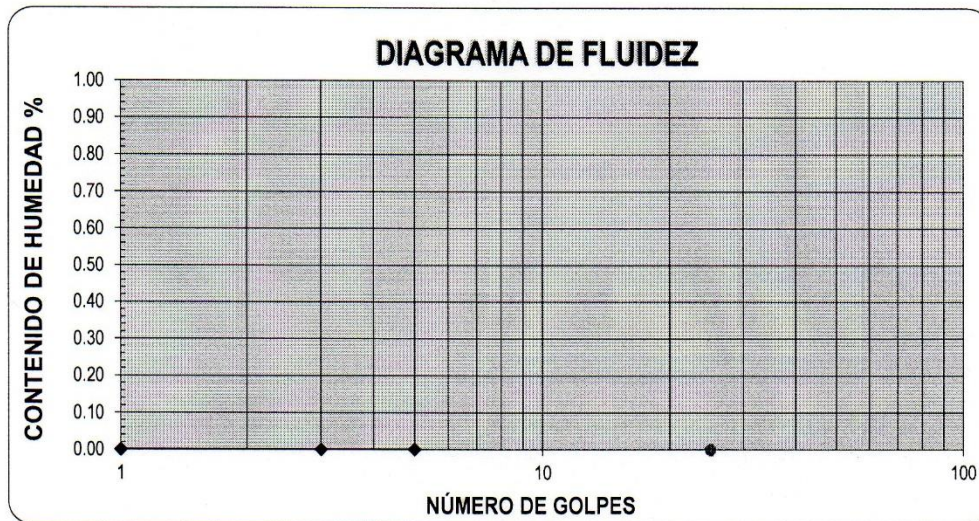 DIAGRAMA DE FLUIDEZ
CONTENIDO DE HUMEDAD %
1.00
0.90
0.80
0.70
0.60
0.50
0.40
0.30
0.20
0.10
0.00
1 10 100
NÚMERO DE GOLPES